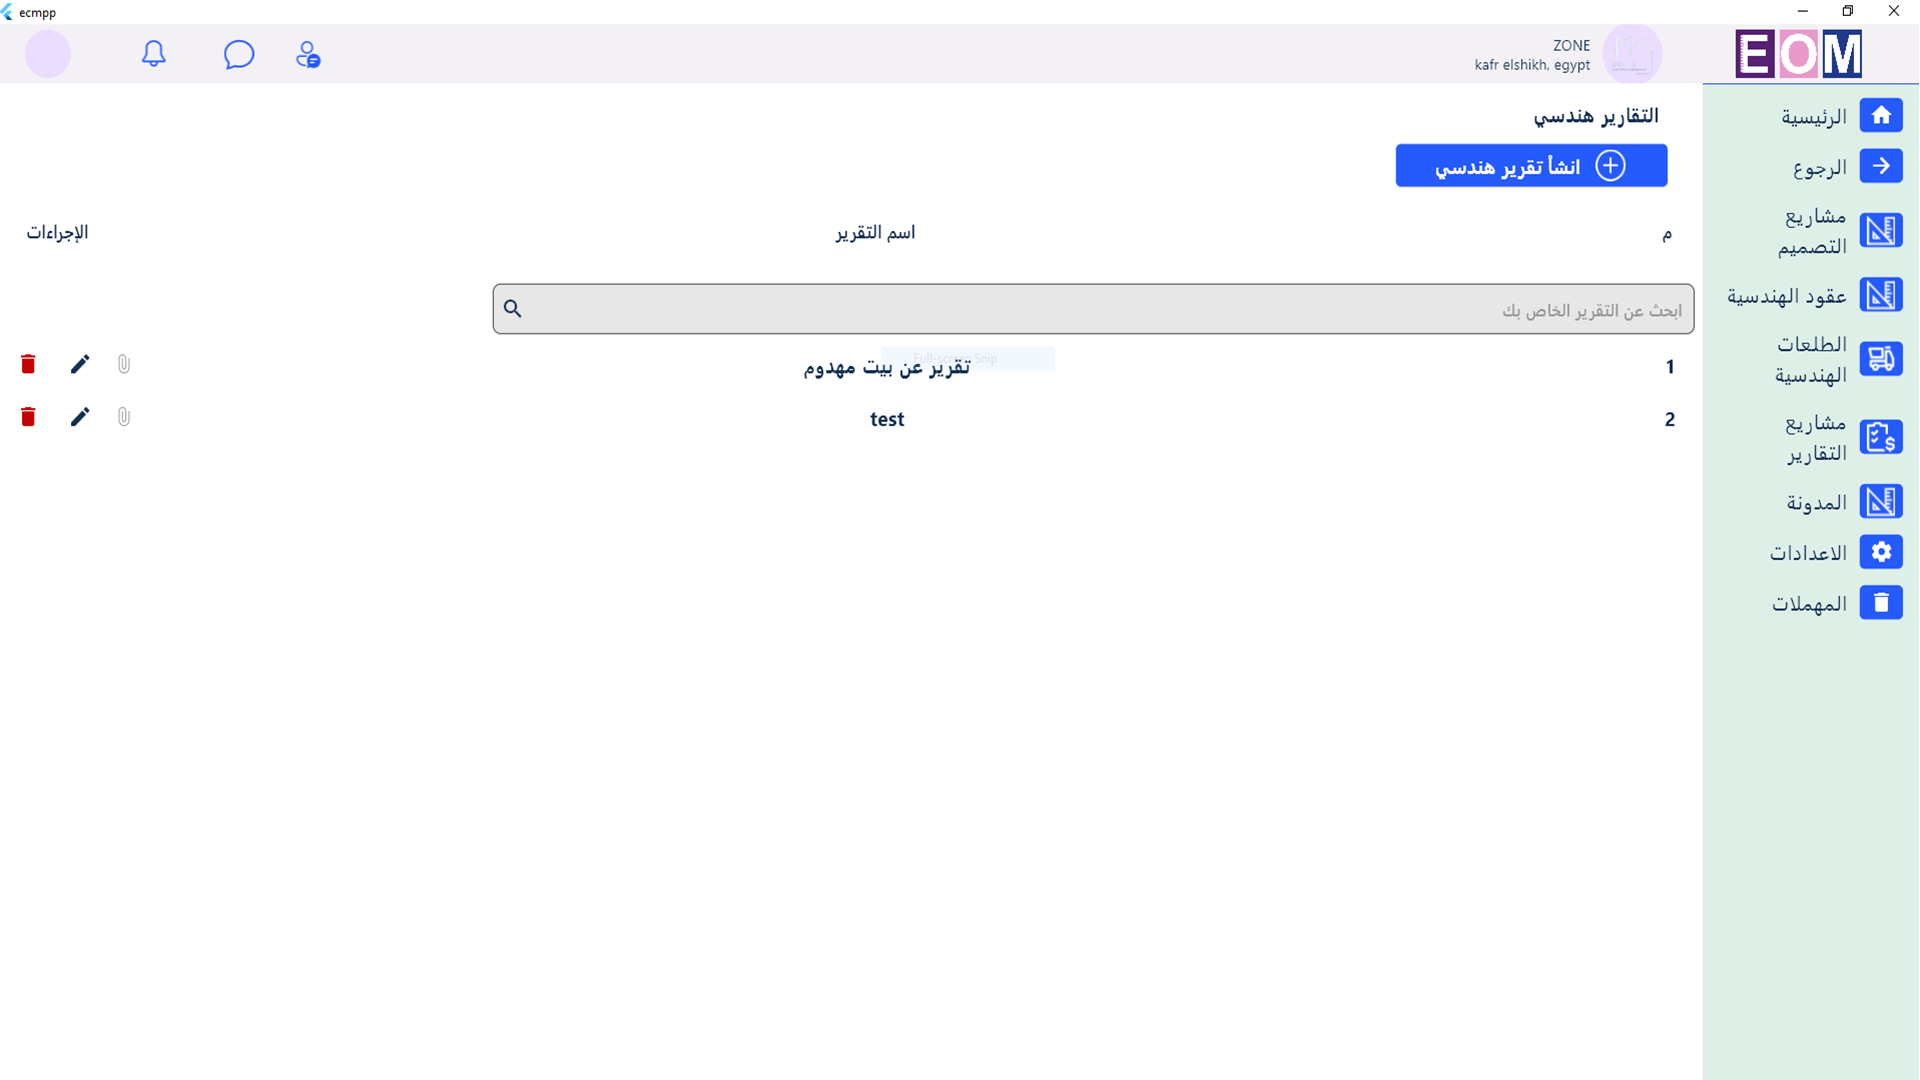 ecmpp
EOM
ZONE
kafr elshikh, egypt
الرئيسية
الرجوع
مشاريع
التصميم
عقود الهندسية
الطلعات
الهندسية
مشاريع
التقارير
المدونة
الاعدادات
المهملات
التقارير هندسي
انشأ تقرير هندسي
م
اسم التقرير
الإجراءات
ابحث عن التقرير الخاص بك
Full-screen Snip
1
تقرير عن بيت مهدوم
2
test